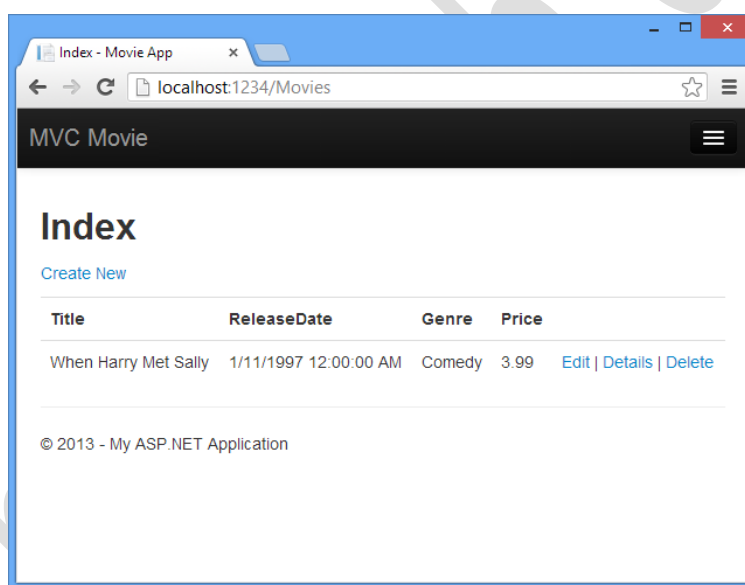 Index - Movie App
localhost:1234/Movies
MVC Movie
Index
Create New
Title ReleaseDate Genre Price
When Harry Met Sally 1/11/1997 12:00:00 AM Comedy 3.99 Edit | Details | Delete
© 2013 - My ASP.NET Application